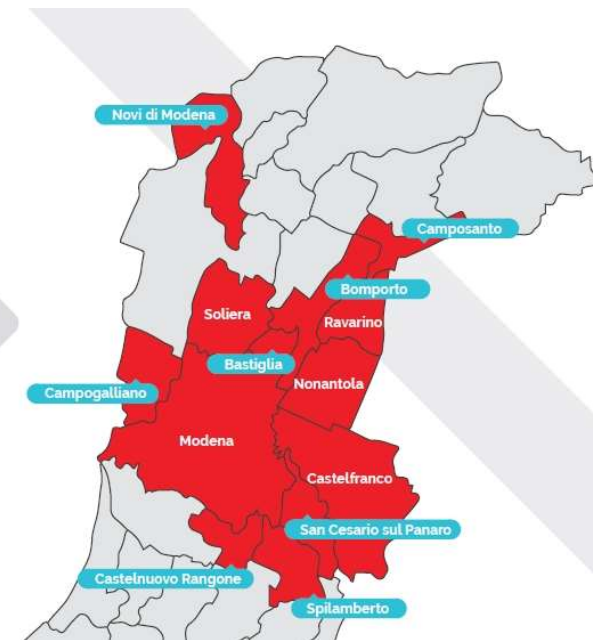 Novi di Modena
Camposanto
Bomporto
Soliera
Ravarino
Bastiglia
Nonantola
Campogalliano
Modena
Castelfranco
San Cesario sul Panaro
Castelnuovo Rangone
Spilamberto